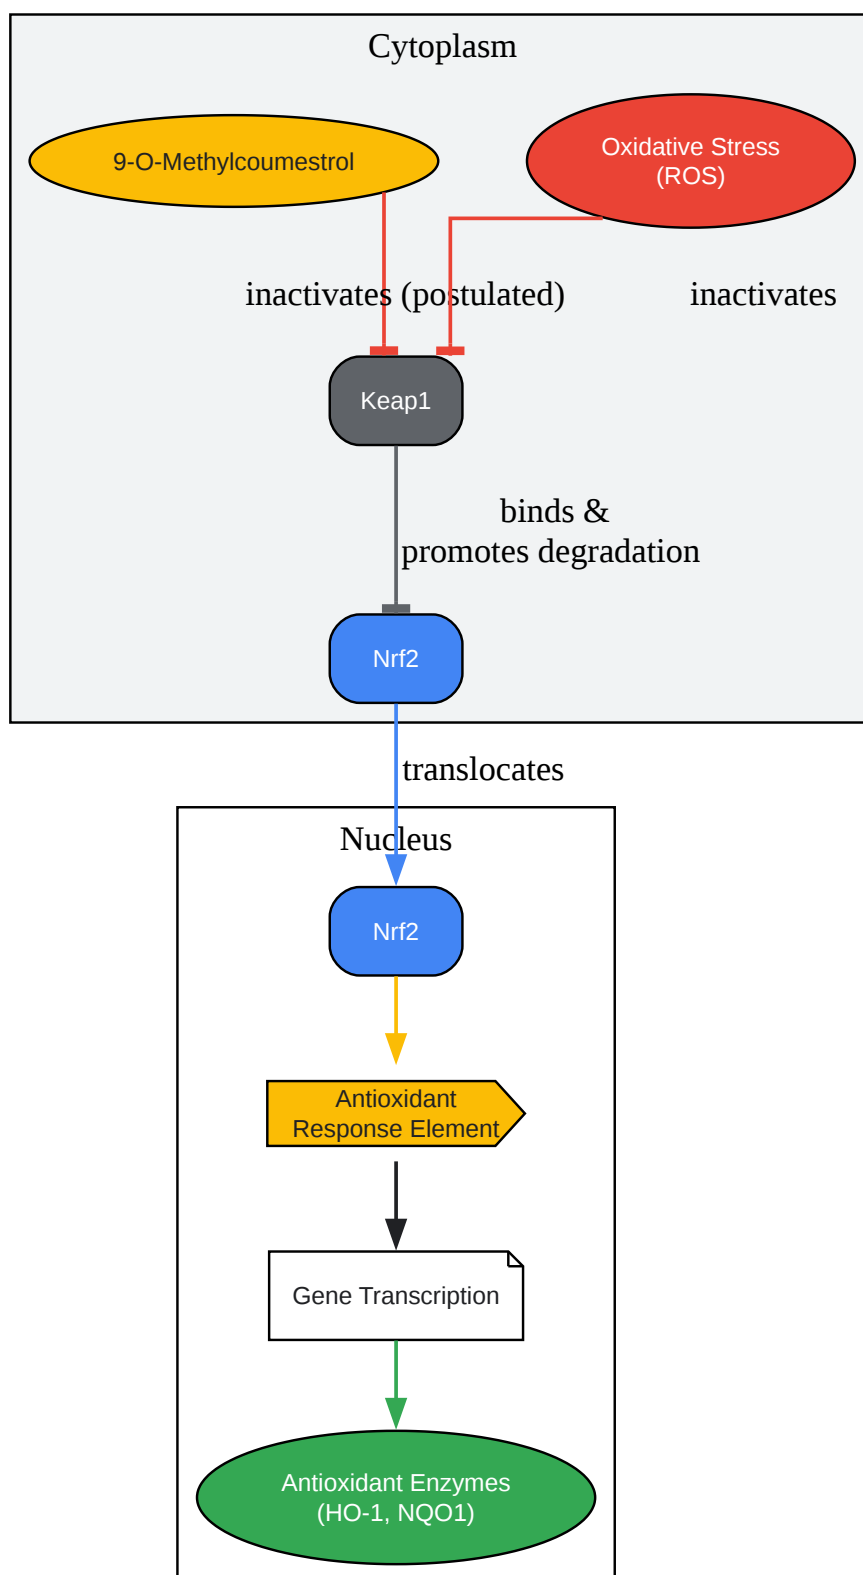 Cytoplasm
9-O-Methylcoumestrol
Oxidative Stress
(ROS)
inactivates (postulated)
inactivates
Keap1
binds &
promotes degradation
Nrf2
translocates
Nucleus
Nrf2
Antioxidant
Response Element
Gene Transcription
Antioxidant Enzymes
(HO-1, NQO1)